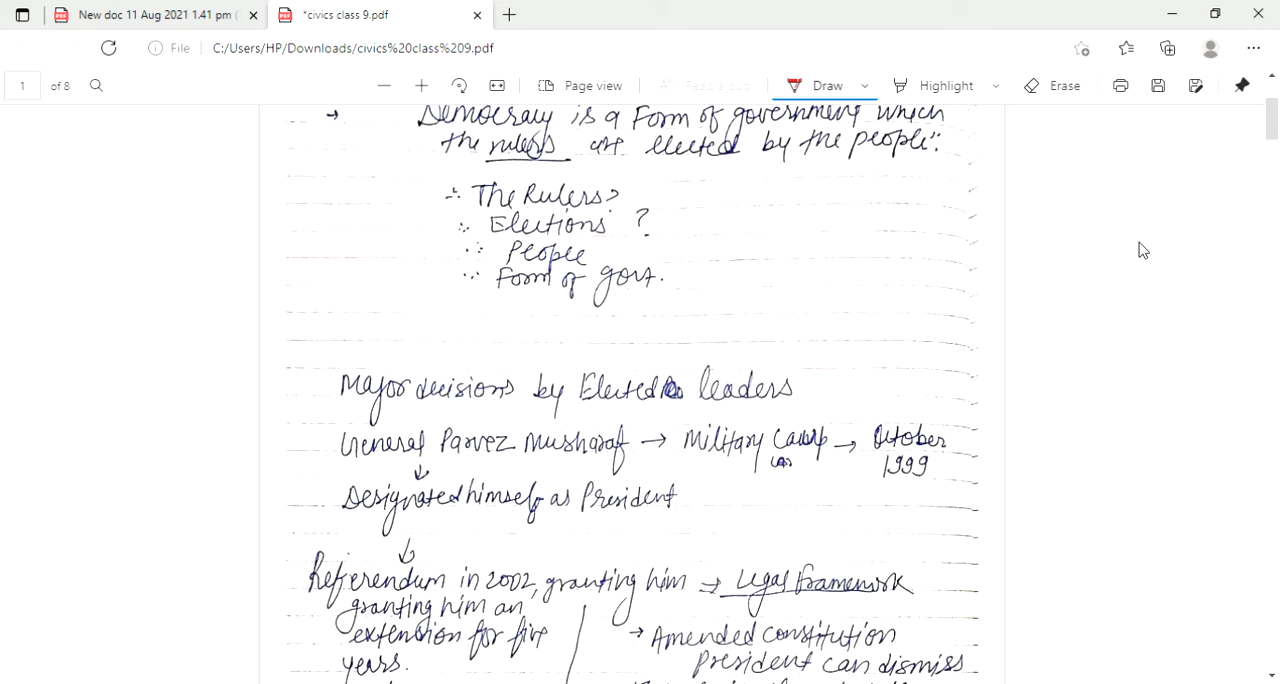 New doc 11 Aug 2021 1.41 pm (
*civics class 9.pdf
File C:/Users/HP/Downloads/civics%20class%209.pdf
1 of 8 Page view Draw Highlight Erase
→ Democracy is a Form of government which
the rulers are elected by the people":
∴ The Rulers?
∴ Elections ?
∴ People
∴ Form of govt.
Major decisions by Elected leaders
General Parvez Musharaf → Military Coup → October
1999
Designated himself as President
Referendum in 2002, granting him → Legal Framework
granting him an
extension for five → Amended constitution
years. President can dismiss